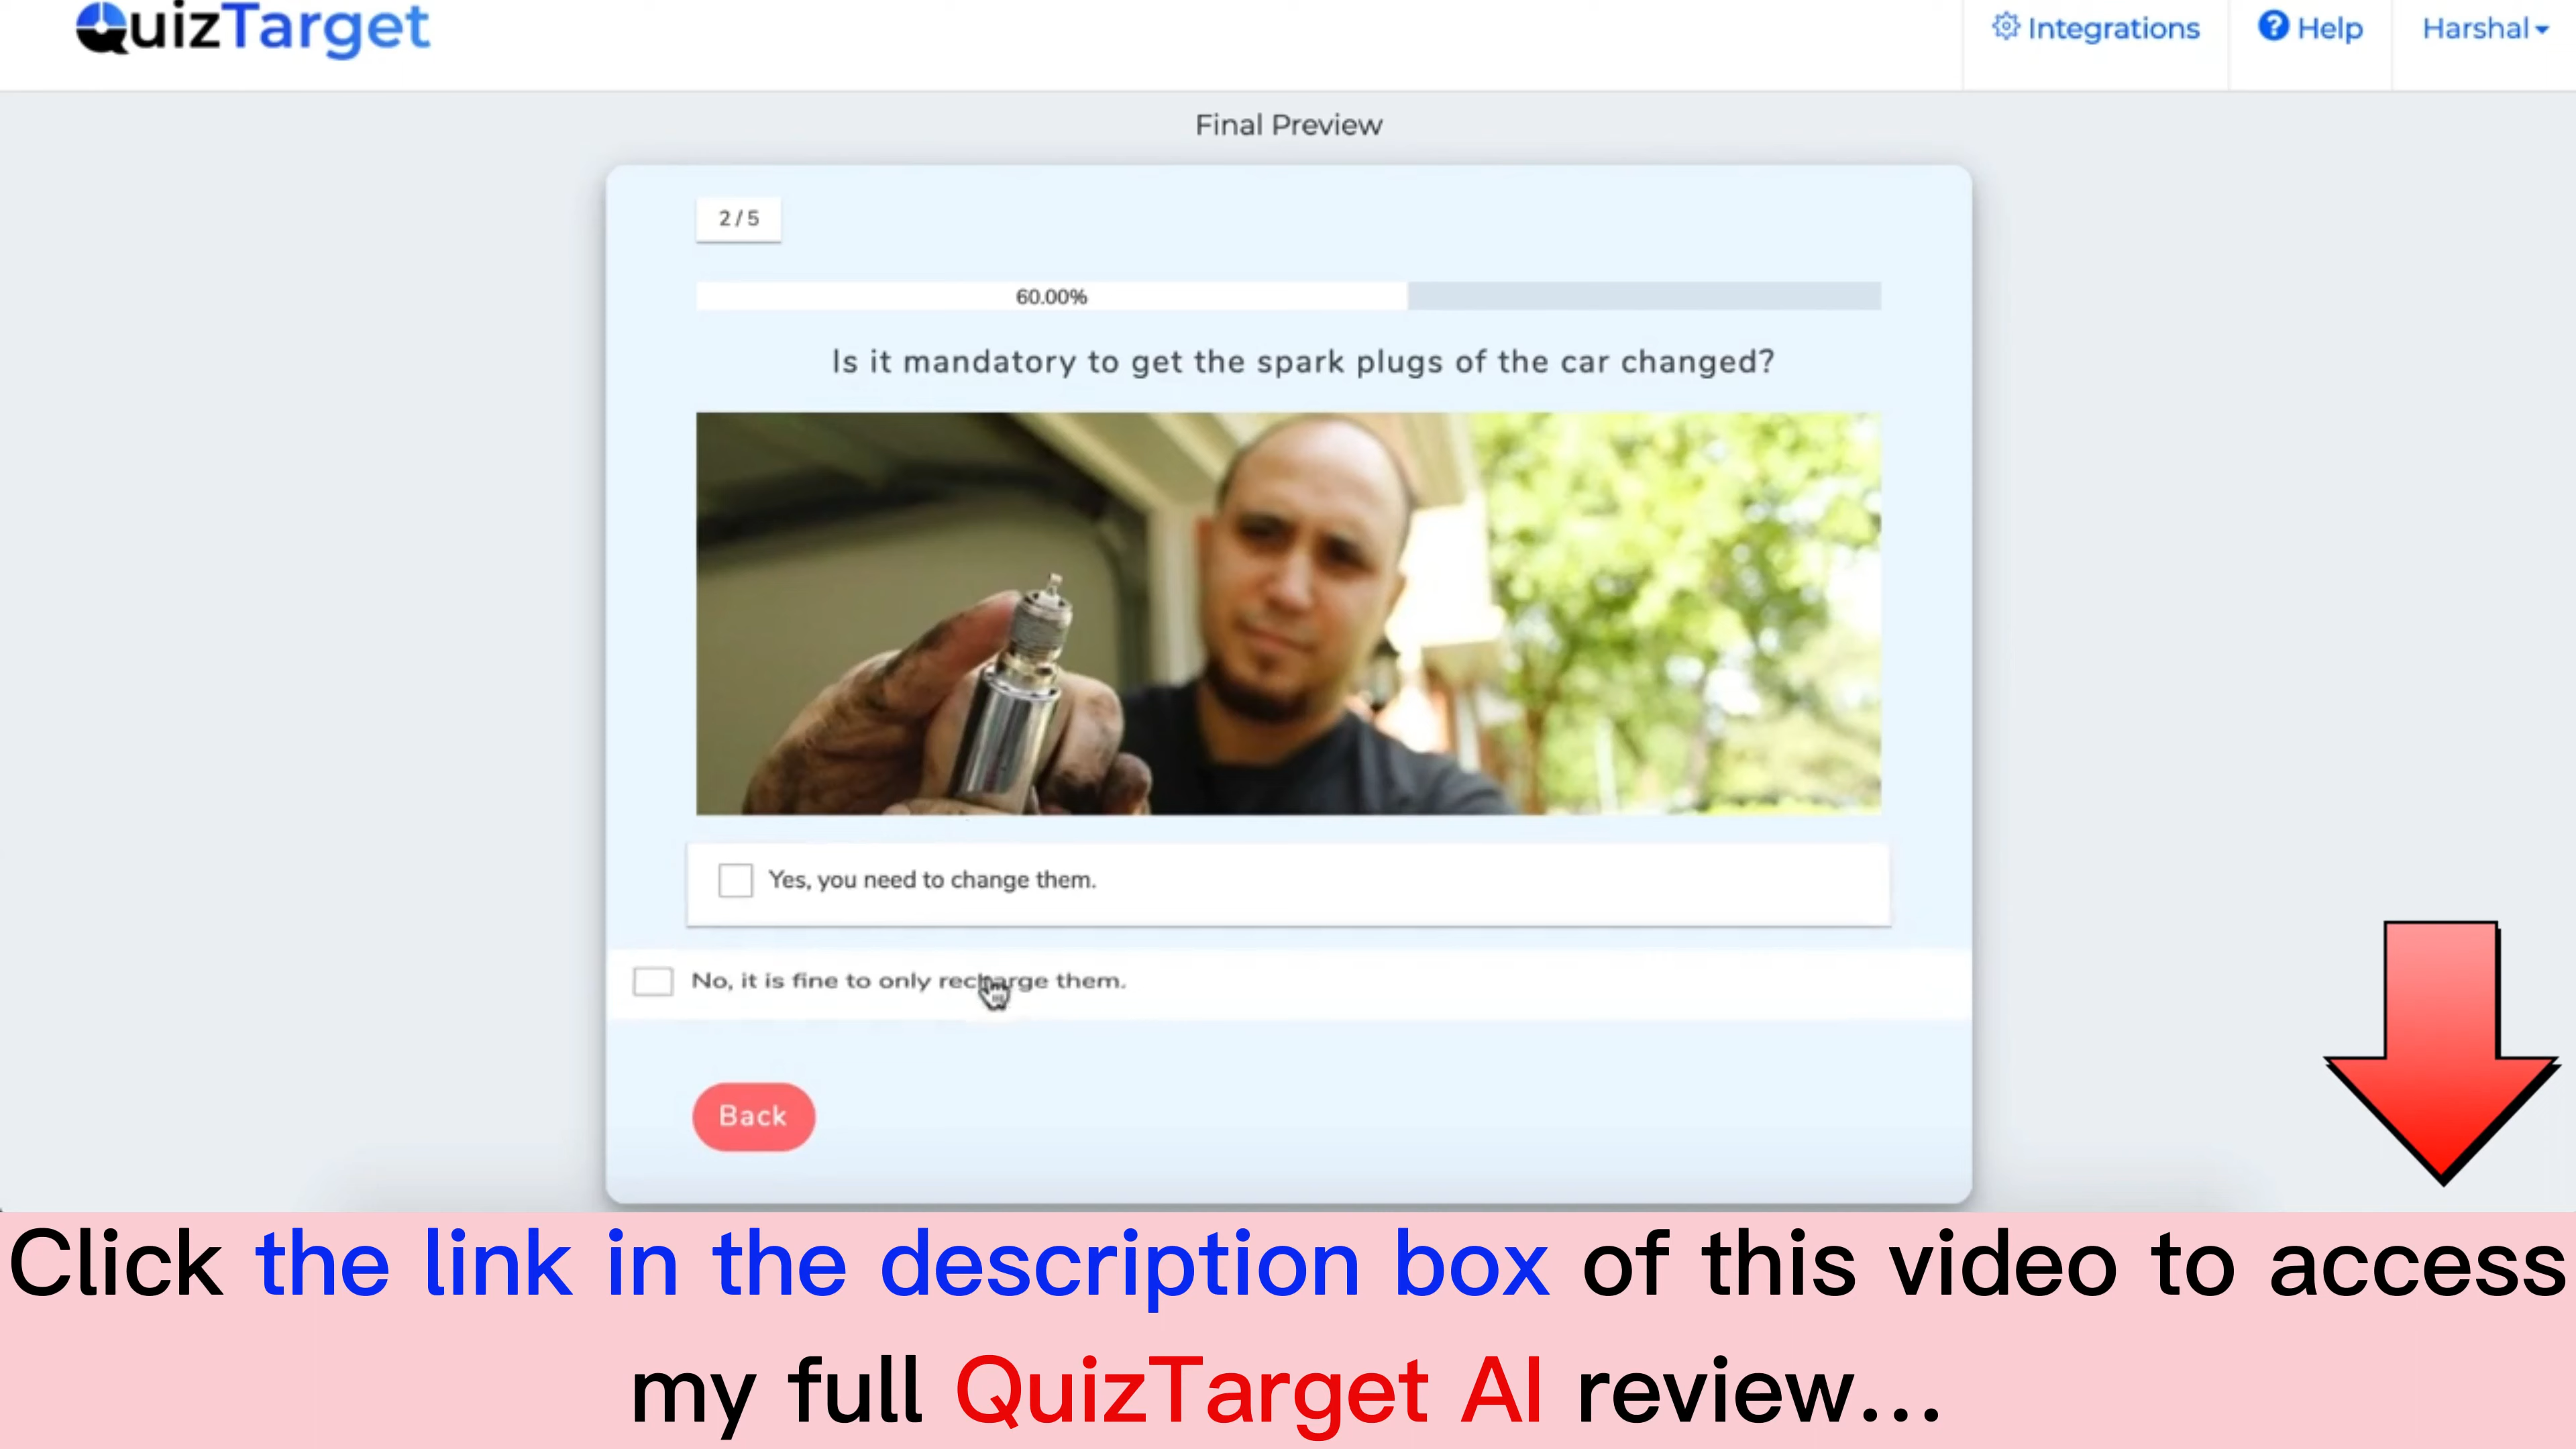 QuizTarget
Integrations
Help
Harshal
Final Preview
2 / 5
60.00%
Is it mandatory to get the spark plugs of the car changed?
Yes, you need to change them.
No, it is fine to only recharge them.
Back
Click the link in the description box of this video to access
my full QuizTarget AI review...